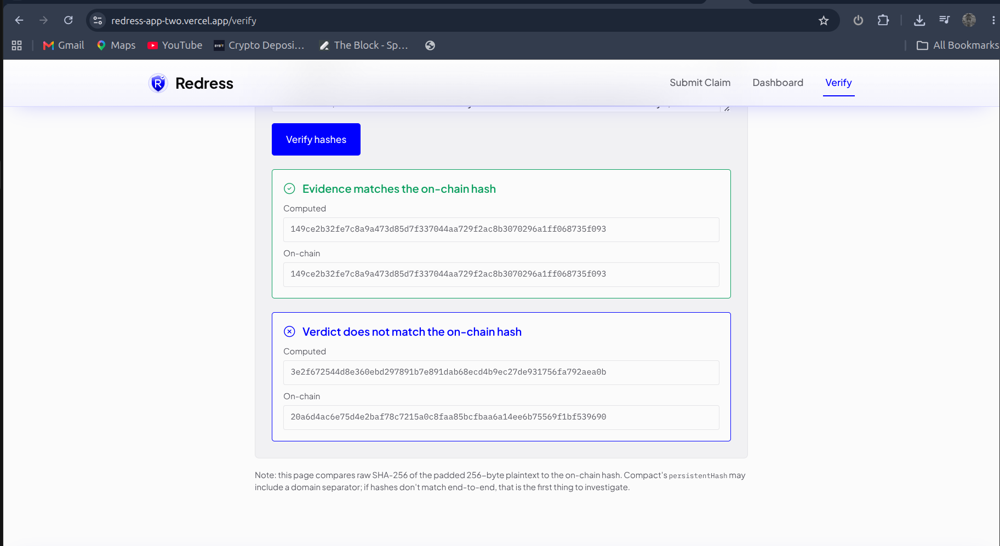 redress-app-two.vercel.app/verify
Gmail
Maps
YouTube
Crypto Deposi...
The Block - Sp...
All Bookmarks
R Redress
Submit Claim
Dashboard
Verify
Verify hashes
Evidence matches the on-chain hash
Computed
149ce2b32fe7c8a9a473d85d7f337044aa729f2ac8b3070296a1ff068735f093
On-chain
149ce2b32fe7c8a9a473d85d7f337044aa729f2ac8b3070296a1ff068735f093
Verdict does not match the on-chain hash
Computed
3e2f672544d8e360ebd297891b7e891dab68ecd4b9ec27de931756fa792aea0b
On-chain
20a6d4ac6e75d4e2baf78c7215a0c8faa85bcfbaa6a14ee6b75569f1bf539690
Note: this page compares raw SHA-256 of the padded 256-byte plaintext to the on-chain hash. Compact's persistentHash may
include a domain separator; if hashes don't match end-to-end, that is the first thing to investigate.